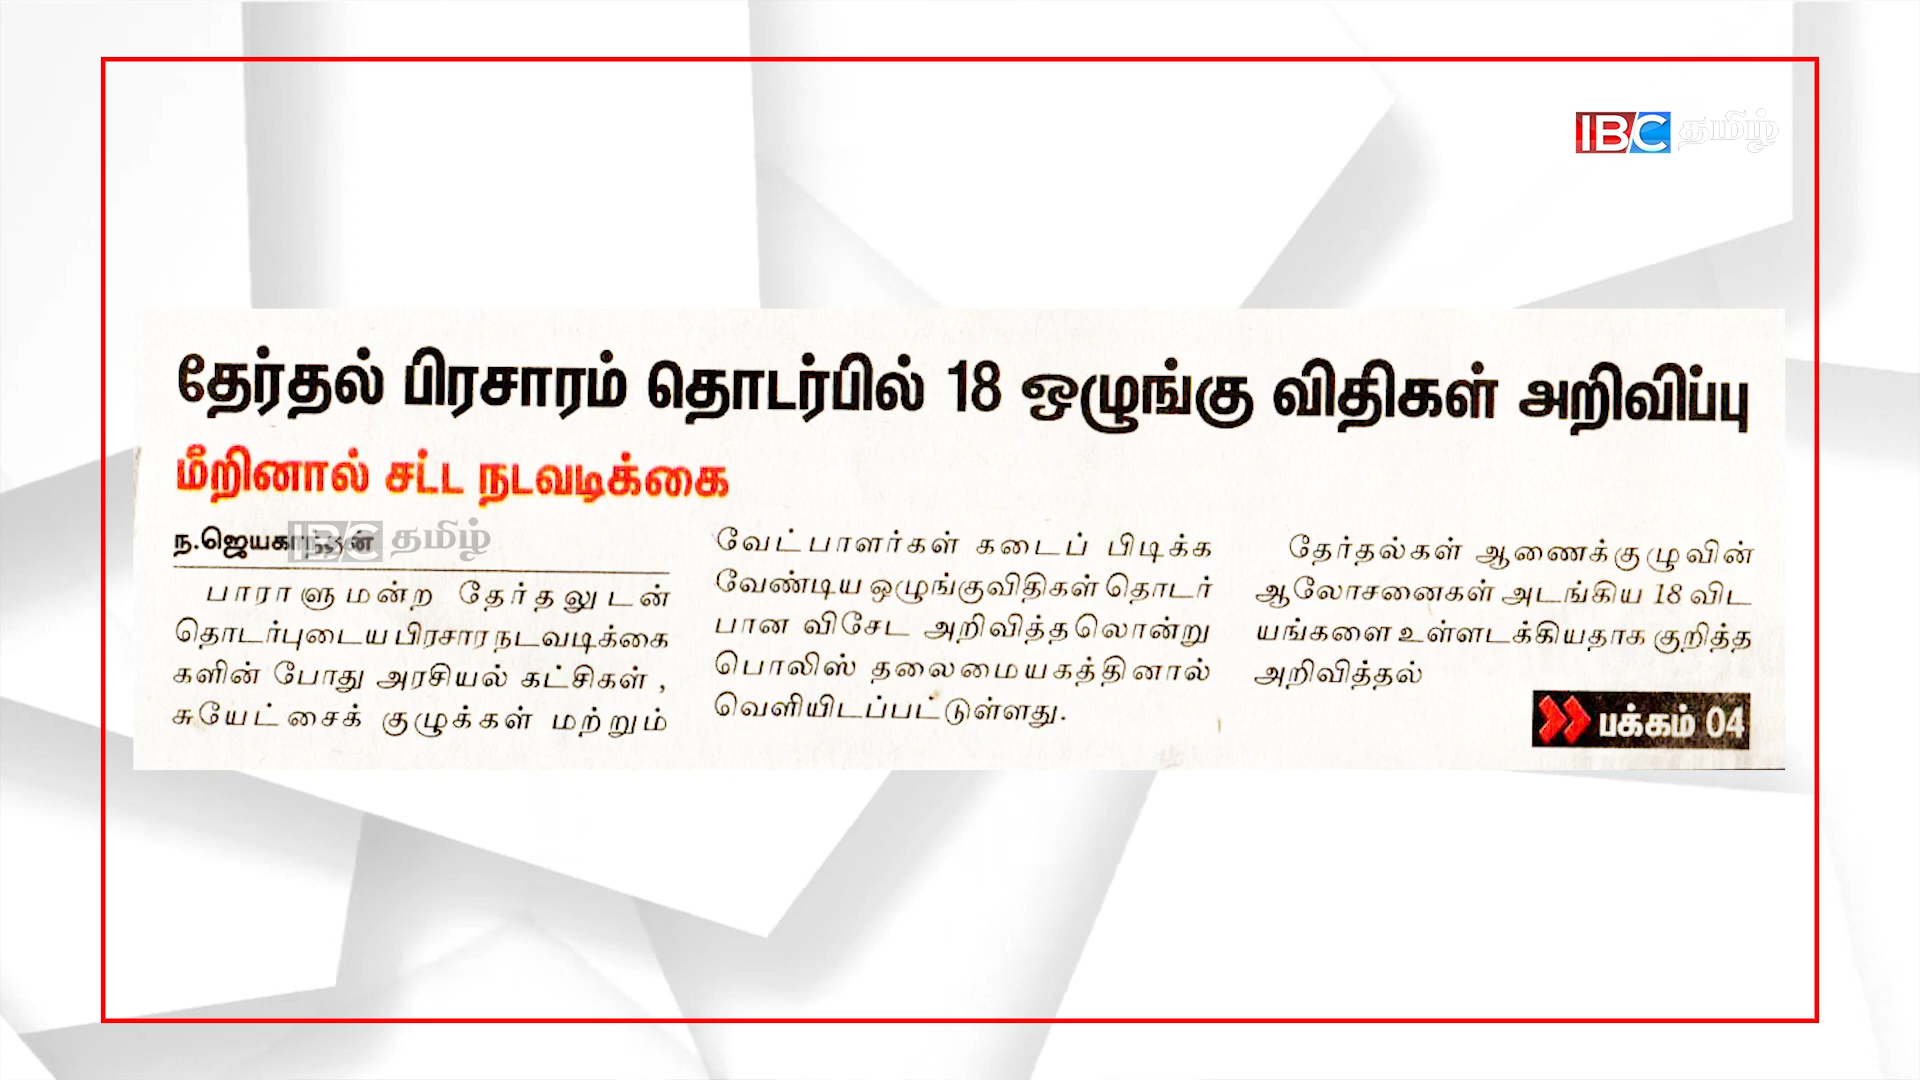 IBC தமிழ்
தேர்தல் பிரசாரம் தொடர்பில் 18 ஒழுங்கு விதிகள் அறிவிப்பு
மீறினால் சட்ட நடவடிக்கை
ந.ஜெயகாந்தன்
IBC தமிழ்
பாராளுமன்ற தேர்தலுடன்
தொடர்புடைய பிரசார நடவடிக்கை
களின் போது அரசியல் கட்சிகள் ,
சுயேட்சைக் குழுக்கள் மற்றும்
வேட்பாளர்கள் கடைப் பிடிக்க
வேண்டிய ஒழுங்குவிதிகள் தொடர்
பான விசேட அறிவித்தலொன்று
பொலிஸ் தலைமையகத்தினால்
வெளியிடப்பட்டுள்ளது.
தேர்தல்கள் ஆணைக்குழுவின்
ஆலோசனைகள் அடங்கிய 18 விட
யங்களை உள்ளடக்கியதாக குறித்த
அறிவித்தல்
பக்கம் 04